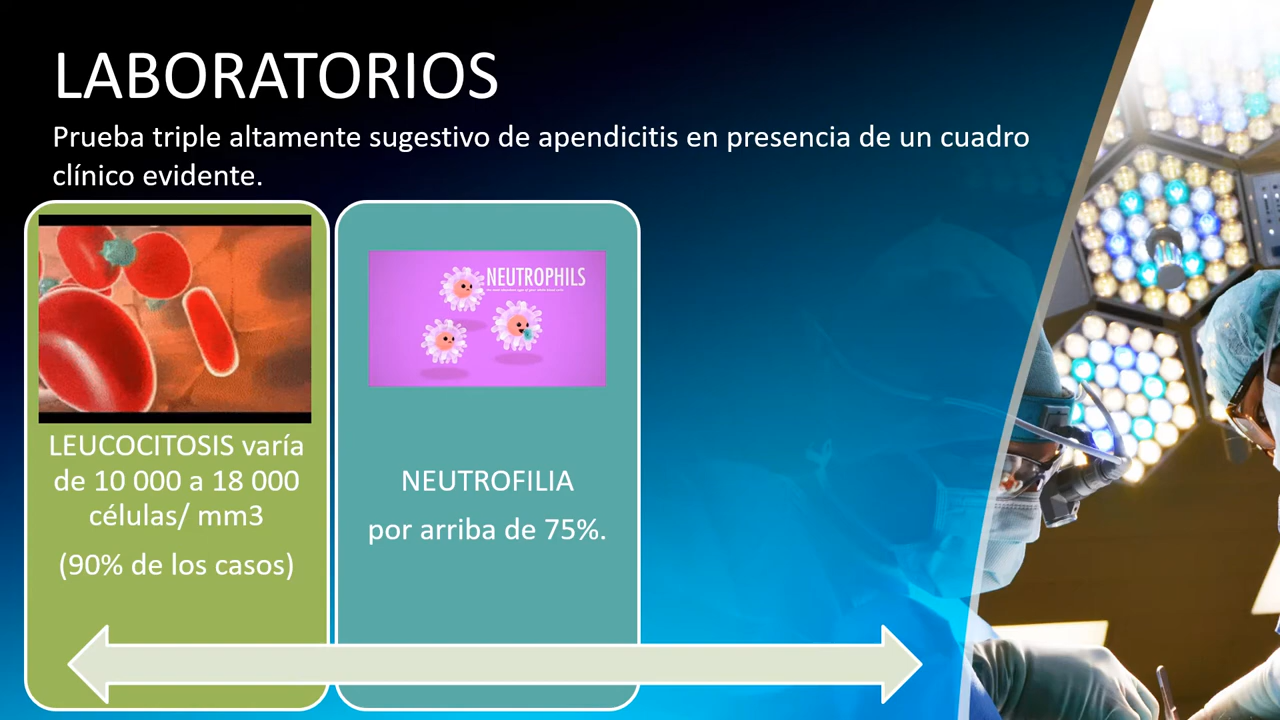 LABORATORIOS
Prueba triple altamente sugestivo de apendicitis en presencia de un cuadro
clínico evidente.
LEUCOCITOSIS varía
de 10 000 a 18 000
células/ mm3
(90% de los casos)
NEUTROPHILS
NEUTROFILIA
por arriba de 75%.